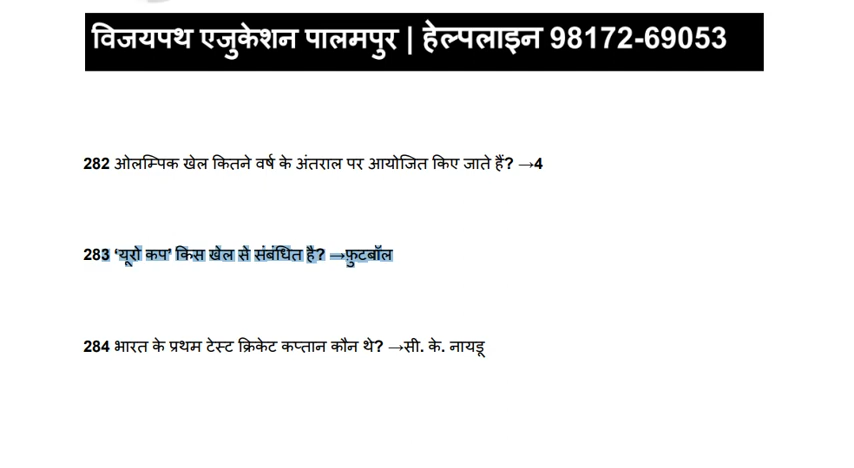 विजयपथ एजुकेशन पालमपुर | हेल्पलाइन 98172-69053
282 ओलम्पिक खेल कितने वर्ष के अंतराल पर आयोजित किए जाते हैं? →4
283 ‘यूरो कप’ किस खेल से संबंधित है? →फ़ुटबॉल
284 भारत के प्रथम टेस्ट क्रिकेट कप्तान कौन थे? →सी. के. नायडू